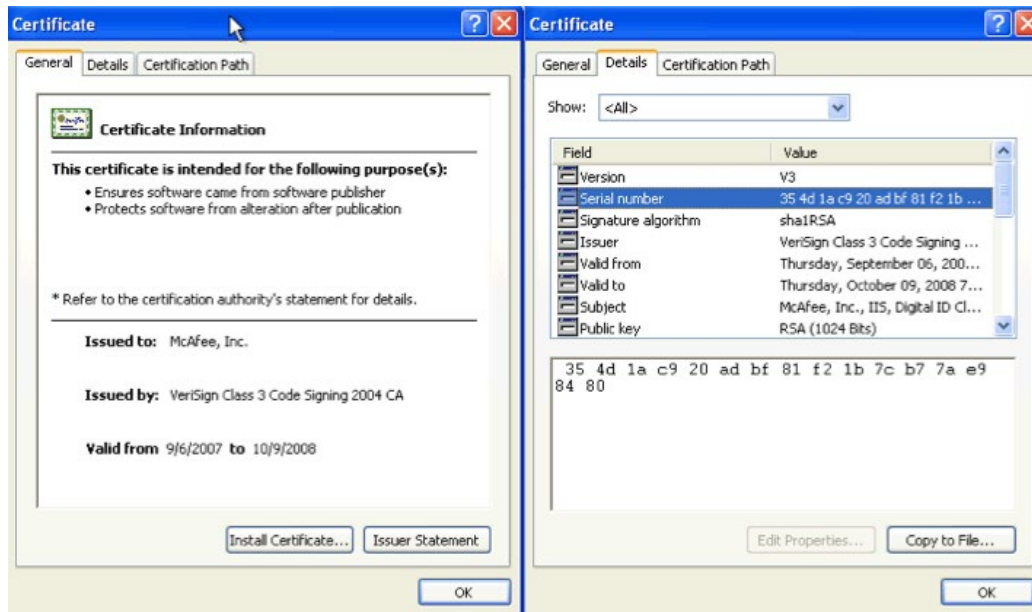 Certificate
General Details Certification Path
Certificate Information
This certificate is intended for the following purpose(s):
• Ensures software came from software publisher
• Protects software from alteration after publication
* Refer to the certification authority's statement for details.
Issued to: McAfee, Inc.
Issued by: VeriSign Class 3 Code Signing 2004 CA
Valid from 9/6/2007 to 10/9/2008
Install Certificate... Issuer Statement
OK
Certificate
General Details Certification Path
Show: <All>
Field Value
Version V3
Serial number 35 4d 1a c9 20 ad bf 81 f2 1b ...
Signature algorithm sha1RSA
Issuer VeriSign Class 3 Code Signing ...
Valid from Thursday, September 06, 200...
Valid to Thursday, October 09, 2008 7...
Subject McAfee, Inc., IIS, Digital ID Cl...
Public key RSA (1024 Bits)
35 4d 1a c9 20 ad bf 81 f2 1b 7c b7 7a e9
84 80
Edit Properties... Copy to File...
OK